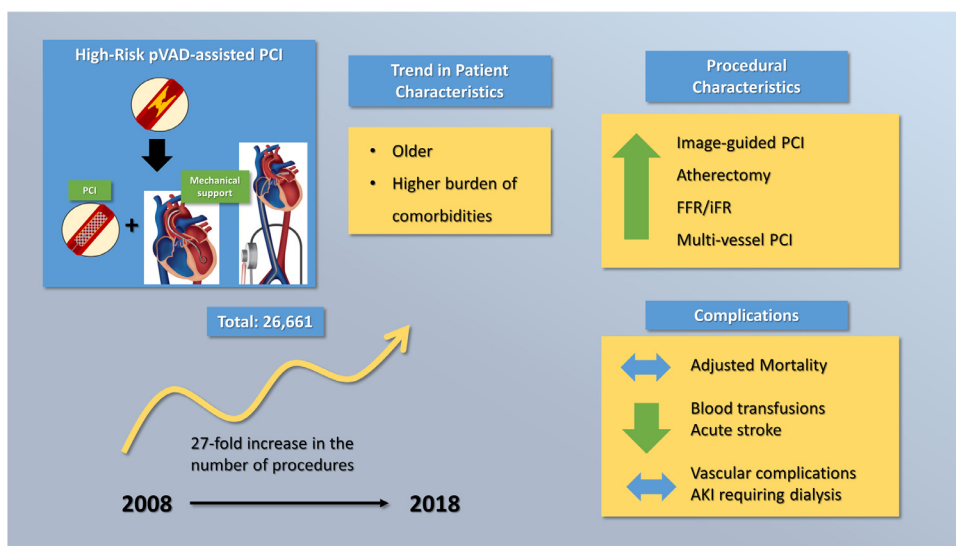 High-Risk pVAD-assisted PCI
PCI
+
Mechanical
support
Total: 26,661
27-fold increase in the
number of procedures
2008
2018
Trend in Patient
Characteristics
• Older
• Higher burden of
comorbidities
Procedural
Characteristics
Image-guided PCI
Atherectomy
FFR/iFR
Multi-vessel PCI
Complications
Adjusted Mortality
Blood transfusions
Acute stroke
Vascular complications
AKI requiring dialysis